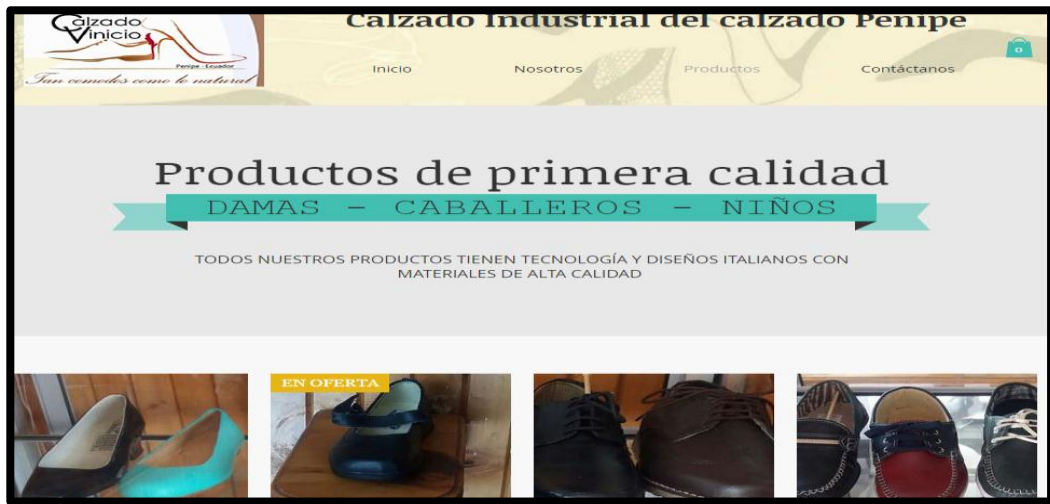 Calzado Vinicio
Penipe - Ecuador
Tan comodos como lo natural
Calzado Industrial del calzado Penipe
Inicio Nosotros Productos Contáctanos
0
Productos de primera calidad
DAMAS - CABALLEROS - NIÑOS
TODOS NUESTROS PRODUCTOS TIENEN TECNOLOGÍA Y DISEÑOS ITALIANOS CON
MATERIALES DE ALTA CALIDAD
EN OFERTA